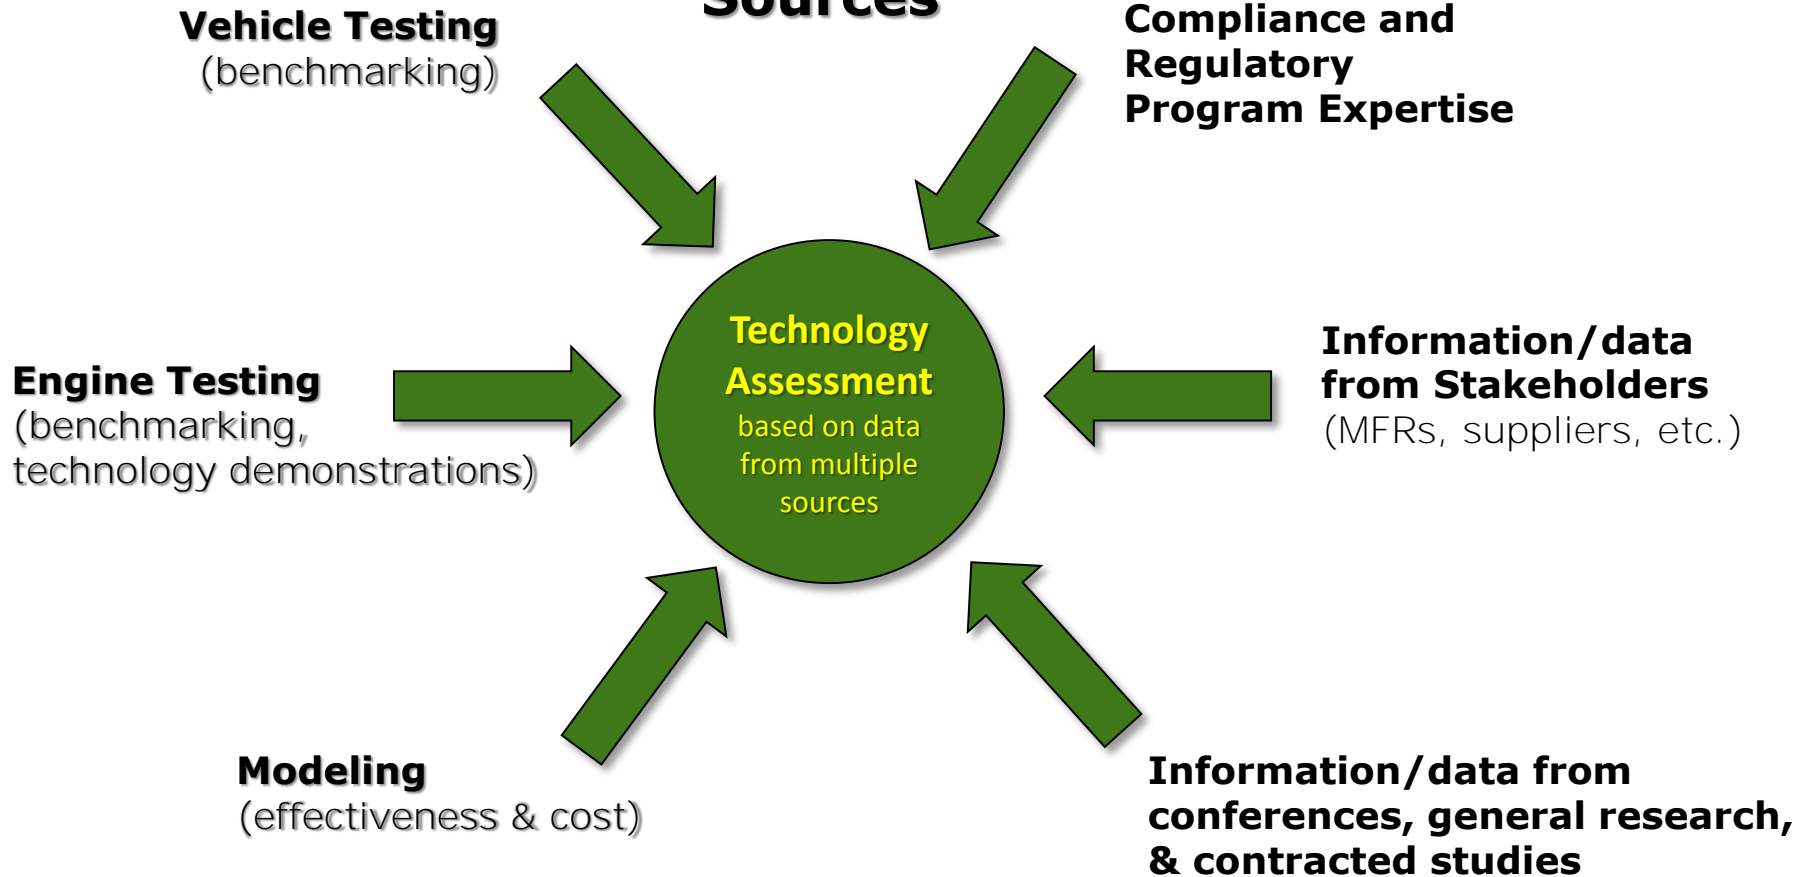 Sources
Vehicle Testing
(benchmarking)
Compliance and
Regulatory
Program Expertise
Engine Testing
(benchmarking,
technology demonstrations)
Technology
Assessment
based on data
from multiple
sources
Information/data
from Stakeholders
(MFRs, suppliers, etc.)
Modeling
(effectiveness & cost)
Information/data from
conferences, general research,
& contracted studies